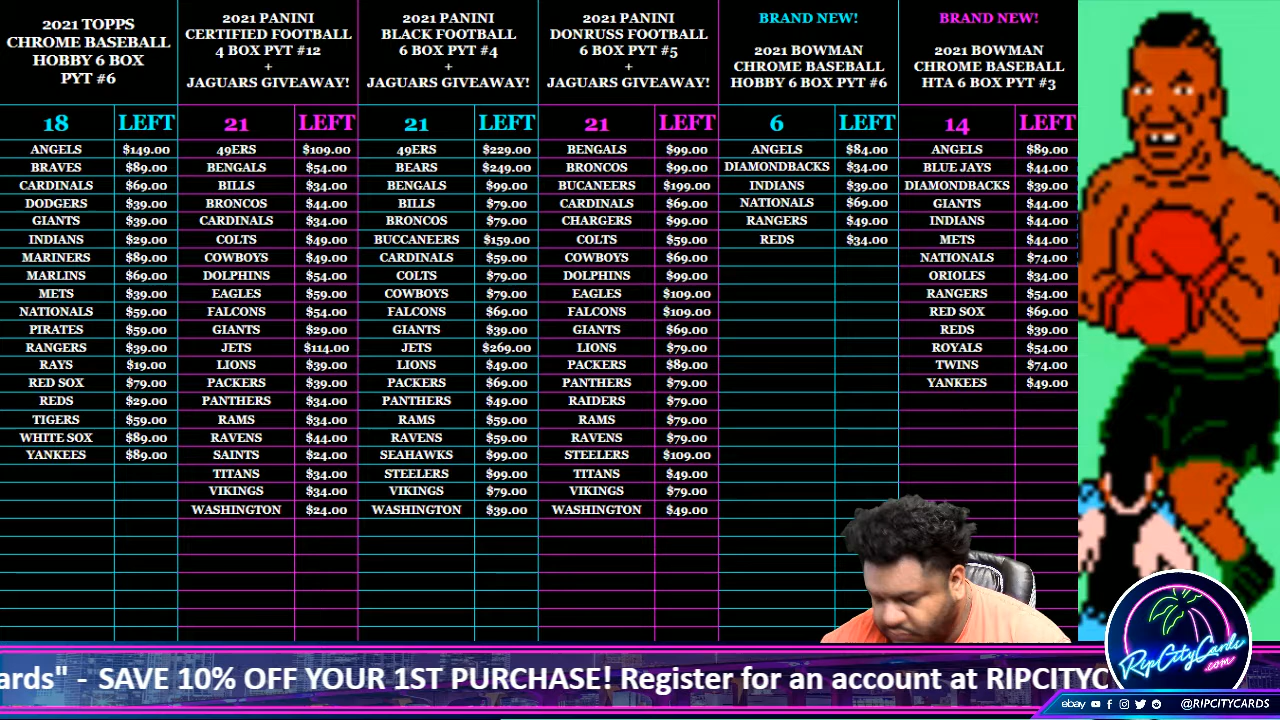 2021 TOPPS
CHROME BASEBALL
HOBBY 6 BOX
PYT #6
18 LEFT
ANGELS $149.00
BRAVES $89.00
CARDINALS $69.00
DODGERS $39.00
GIANTS $39.00
INDIANS $29.00
MARINERS $89.00
MARLINS $69.00
METS $39.00
NATIONALS $59.00
PIRATES $59.00
RANGERS $39.00
RAYS $19.00
RED SOX $79.00
REDS $29.00
TIGERS $59.00
WHITE SOX $89.00
YANKEES $89.00
2021 PANINI
CERTIFIED FOOTBALL
4 BOX PYT #12
+
JAGUARS GIVEAWAY!
21 LEFT
49ERS $109.00
BENGALS $54.00
BILLS $34.00
BRONCOS $44.00
CARDINALS $34.00
COLTS $49.00
COWBOYS $49.00
DOLPHINS $54.00
EAGLES $59.00
FALCONS $54.00
GIANTS $29.00
JETS $114.00
LIONS $39.00
PACKERS $39.00
PANTHERS $34.00
RAMS $34.00
RAVENS $44.00
SAINTS $24.00
TITANS $34.00
VIKINGS $34.00
WASHINGTON $24.00
2021 PANINI
BLACK FOOTBALL
6 BOX PYT #4
+
JAGUARS GIVEAWAY!
21 LEFT
49ERS $229.00
BEARS $249.00
BENGALS $99.00
BILLS $79.00
BRONCOS $79.00
BUCCANEERS $159.00
CARDINALS $59.00
COLTS $79.00
COWBOYS $79.00
FALCONS $69.00
GIANTS $39.00
JETS $269.00
LIONS $49.00
PACKERS $69.00
PANTHERS $49.00
RAMS $59.00
RAVENS $59.00
SEAHAWKS $99.00
STEELERS $99.00
VIKINGS $79.00
WASHINGTON $39.00
2021 PANINI
DONRUSS FOOTBALL
6 BOX PYT #5
+
JAGUARS GIVEAWAY!
21 LEFT
BENGALS $99.00
BRONCOS $99.00
BUCANEERS $199.00
CARDINALS $69.00
CHARGERS $99.00
COLTS $59.00
COWBOYS $69.00
DOLPHINS $99.00
EAGLES $109.00
FALCONS $109.00
GIANTS $69.00
LIONS $79.00
PACKERS $89.00
PANTHERS $79.00
RAIDERS $79.00
RAMS $79.00
RAVENS $79.00
STEELERS $109.00
TITANS $49.00
VIKINGS $79.00
WASHINGTON $49.00
BRAND NEW!
2021 BOWMAN
CHROME BASEBALL
HOBBY 6 BOX PYT #6
6 LEFT
ANGELS $84.00
DIAMONDBACKS $34.00
INDIANS $39.00
NATIONALS $69.00
RANGERS $49.00
REDS $34.00
BRAND NEW!
2021 BOWMAN
CHROME BASEBALL
HTA 6 BOX PYT #3
14 LEFT
ANGELS $89.00
BLUE JAYS $44.00
DIAMONDBACKS $39.00
GIANTS $44.00
INDIANS $44.00
METS $44.00
NATIONALS $74.00
ORIOLES $34.00
RANGERS $54.00
RED SOX $69.00
REDS $39.00
ROYALS $54.00
TWINS $74.00
YANKEES $49.00
ards" - SAVE 10% OFF YOUR 1ST PURCHASE! Register for an account at RIPCITYC
RipCityCards
.com
ebay @RIPCITYCARDS